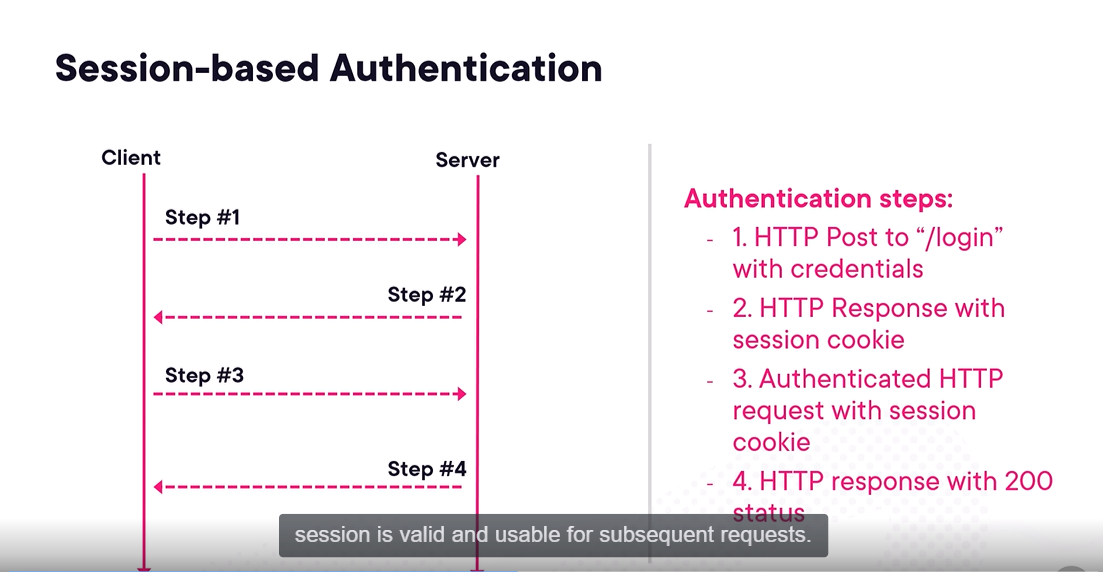 Session-based Authentication
Client
Server
Step #1
Step #2
Step #3
Step #4
Authentication steps:
- 1. HTTP Post to “/login”
with credentials
- 2. HTTP Response with
session cookie
- 3. Authenticated HTTP
request with session
cookie
- 4. HTTP response with 200
status
session is valid and usable for subsequent requests.